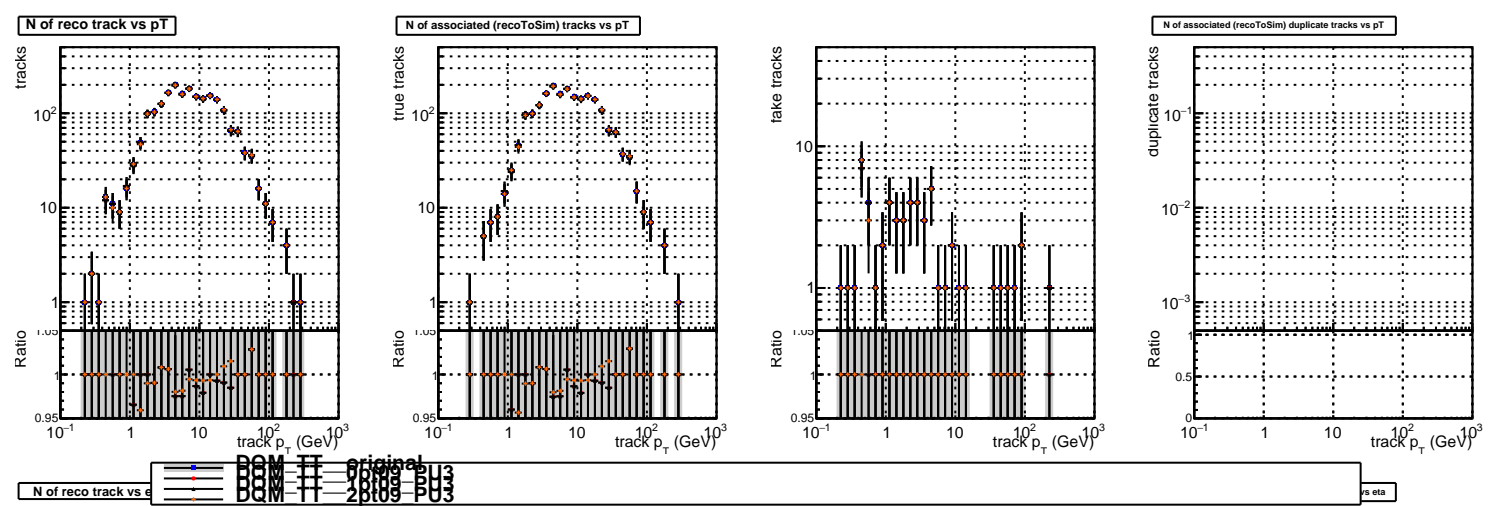 N of reco track vs pT
N of associated (recoToSim) tracks vs pT
N of associated (recoToSim) duplicate tracks vs pT
tracks
10²
10
1
Ratio
1.05
1
0.95
10⁻¹ 1 10 10² 10³
track p_T (GeV)
true tracks
10²
10
1
Ratio
1.05
1
0.95
10⁻¹ 1 10 10² 10³
track p_T (GeV)
fake tracks
10
1
Ratio
1.05
1
0.95
10⁻¹ 1 10 10² 10³
track p_T (GeV)
duplicate tracks
10⁻¹
10⁻²
10⁻³
Ratio
1
0.5
0
10⁻¹ 1 10 10² 10³
track p_T (GeV)
DQM_TT__original
DQM_TT__0pt09_PU3
DQM_TT__1pt09_PU3
DQM_TT__2pt09_PU3
N of reco track vs e
vs eta